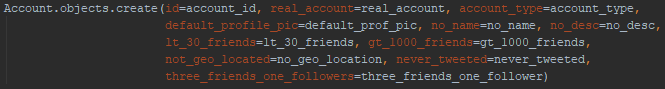 Account.objects.create(id=account_id, real_account=real_account, account_type=account_type,
default_profile_pic=default_prof_pic, no_name=no_name, no_desc=no_desc,
lt_30_friends=lt_30_friends, gt_1000_friends=gt_1000_friends,
not_geo_located=no_geo_location, never_tweeted=never_tweeted,
three_friends_one_followers=three_friends_one_follower)